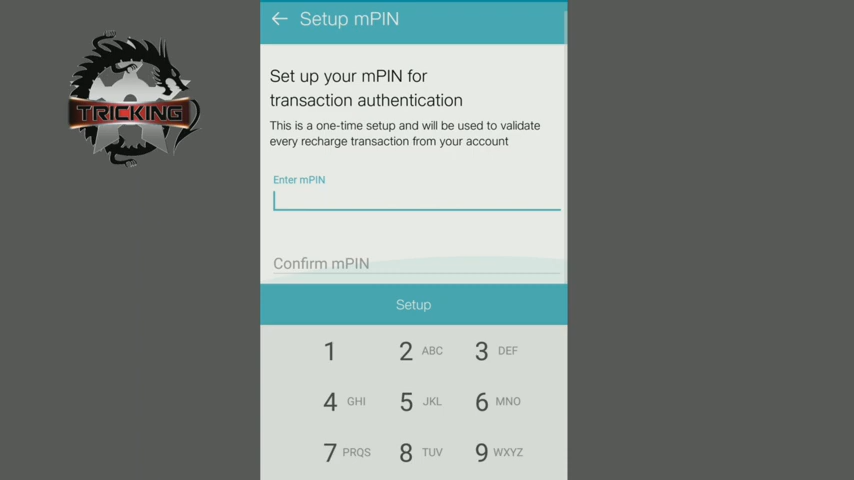 Setup mPIN
TRICKING
Set up your mPIN for
transaction authentication
This is a one-time setup and will be used to validate
every recharge transaction from your account
Enter mPIN
Confirm mPIN
Setup
1 2 ABC 3 DEF
4 GHI 5 JKL 6 MNO
7 PRQS 8 TUV 9 WXYZ